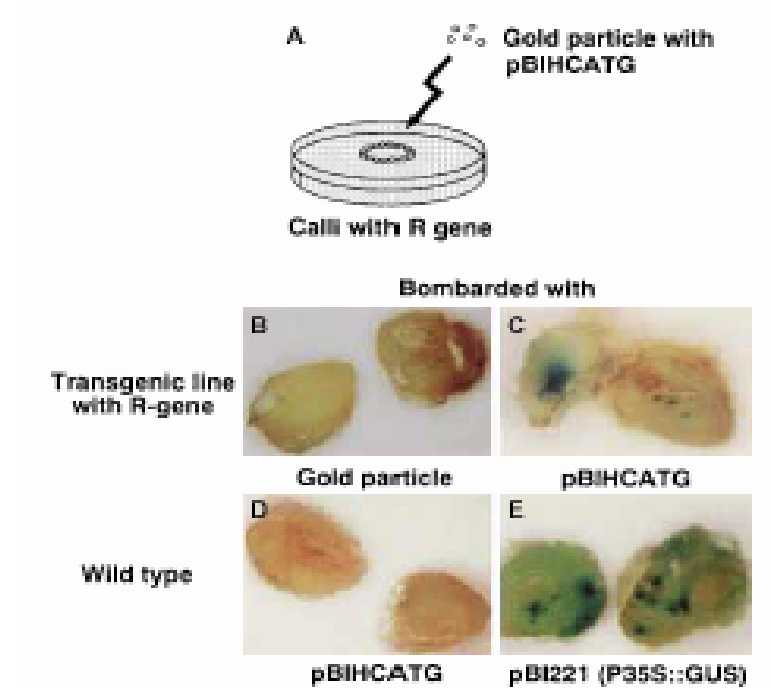 A
Gold particle with
pBIHCATG
Calli with R gene
Bombarded with
B
C
Transgenic line
with R-gene
Gold particle
pBIHCATG
D
E
Wild type
pBIHCATG
pBI221 (P35S::GUS)